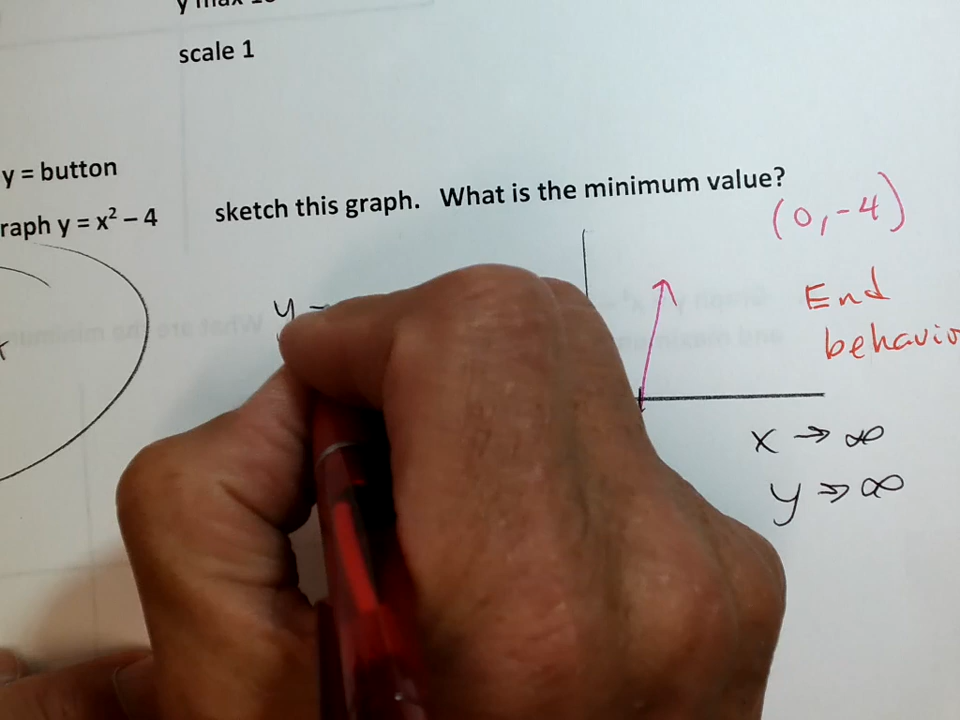 scale 1
y = button
raph y = x² – 4 sketch this graph. What is the minimum value?
(0, -4)
End
behavio
y →
x → ∞
y → ∞